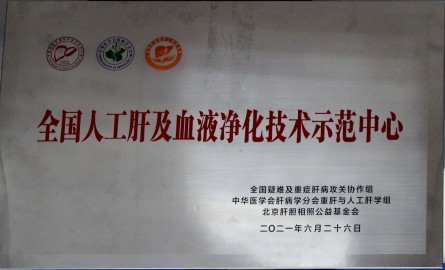 全国人工肝及血液净化技术示范中心
全国疑难及重症肝病攻关协作组
中华医学会肝病学分会重肝与人工肝学组
北京肝胆相照公益基金会
二〇二一年六月二十六日